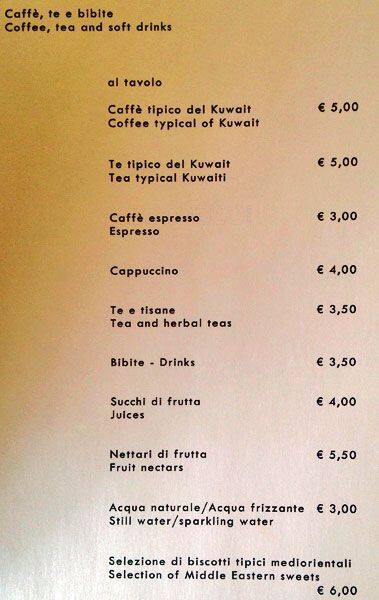 Caffè, te e bibite
Coffee, tea and soft drinks
al tavolo
Caffè tipico del Kuwait € 5,00
Coffee typical of Kuwait
Te tipico del Kuwait € 5,00
Tea typical Kuwaiti
Caffè espresso € 3,00
Espresso
Cappuccino € 4,00
Te e tisane € 3,50
Tea and herbal teas
Bibite - Drinks € 3,50
Succhi di frutta € 4,00
Juices
Nettari di frutta € 5,50
Fruit nectars
Acqua naturale/Acqua frizzante € 3,00
Still water/sparkling water
Selezione di biscotti tipici mediorientali
Selection of Middle Eastern sweets
€ 6,00